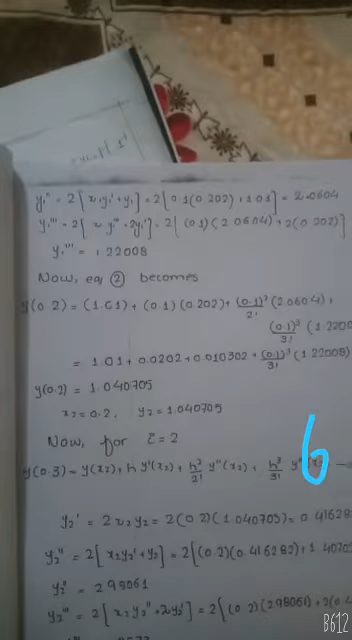 y₁'' = 2[x₁y₁' + y₁] = 2[0.1(0.202) + 1.01] = 2.0604
y₁''' = 2[x₁y₁'' + 2y₁'] = 2[(0.1)(2.0604) + 2(0.202)]
y₁''' = 1.22008
Now, eq ② becomes
y(0.2) = (1.01) + (0.1)(0.202) + (0.1)²/2! (2.0604) +
(0.1)³/3! (1.2200
= 1.01 + 0.0202 + 0.010302 + (0.1)³/3! (1.22008)
y(0.2) = 1.040705
x₂ = 0.2, y₂ = 1.040705
Now, for i = 2
y(0.3) = y(x₂) + h y'(x₂) + h²/2! y''(x₂) + h³/3! y'''(x₂)
6
y₂' = 2x₂y₂ = 2(0.2)(1.040705) = 0.416282
y₂'' = 2[x₂y₂' + y₂] = 2[(0.2)(0.416282) + 1.40705
y₂'' = 2.98061
y₂''' = 2[x₂y₂'' + 2y₂'] = 2[(0.2)(2.98061) + 2(0.4
B612